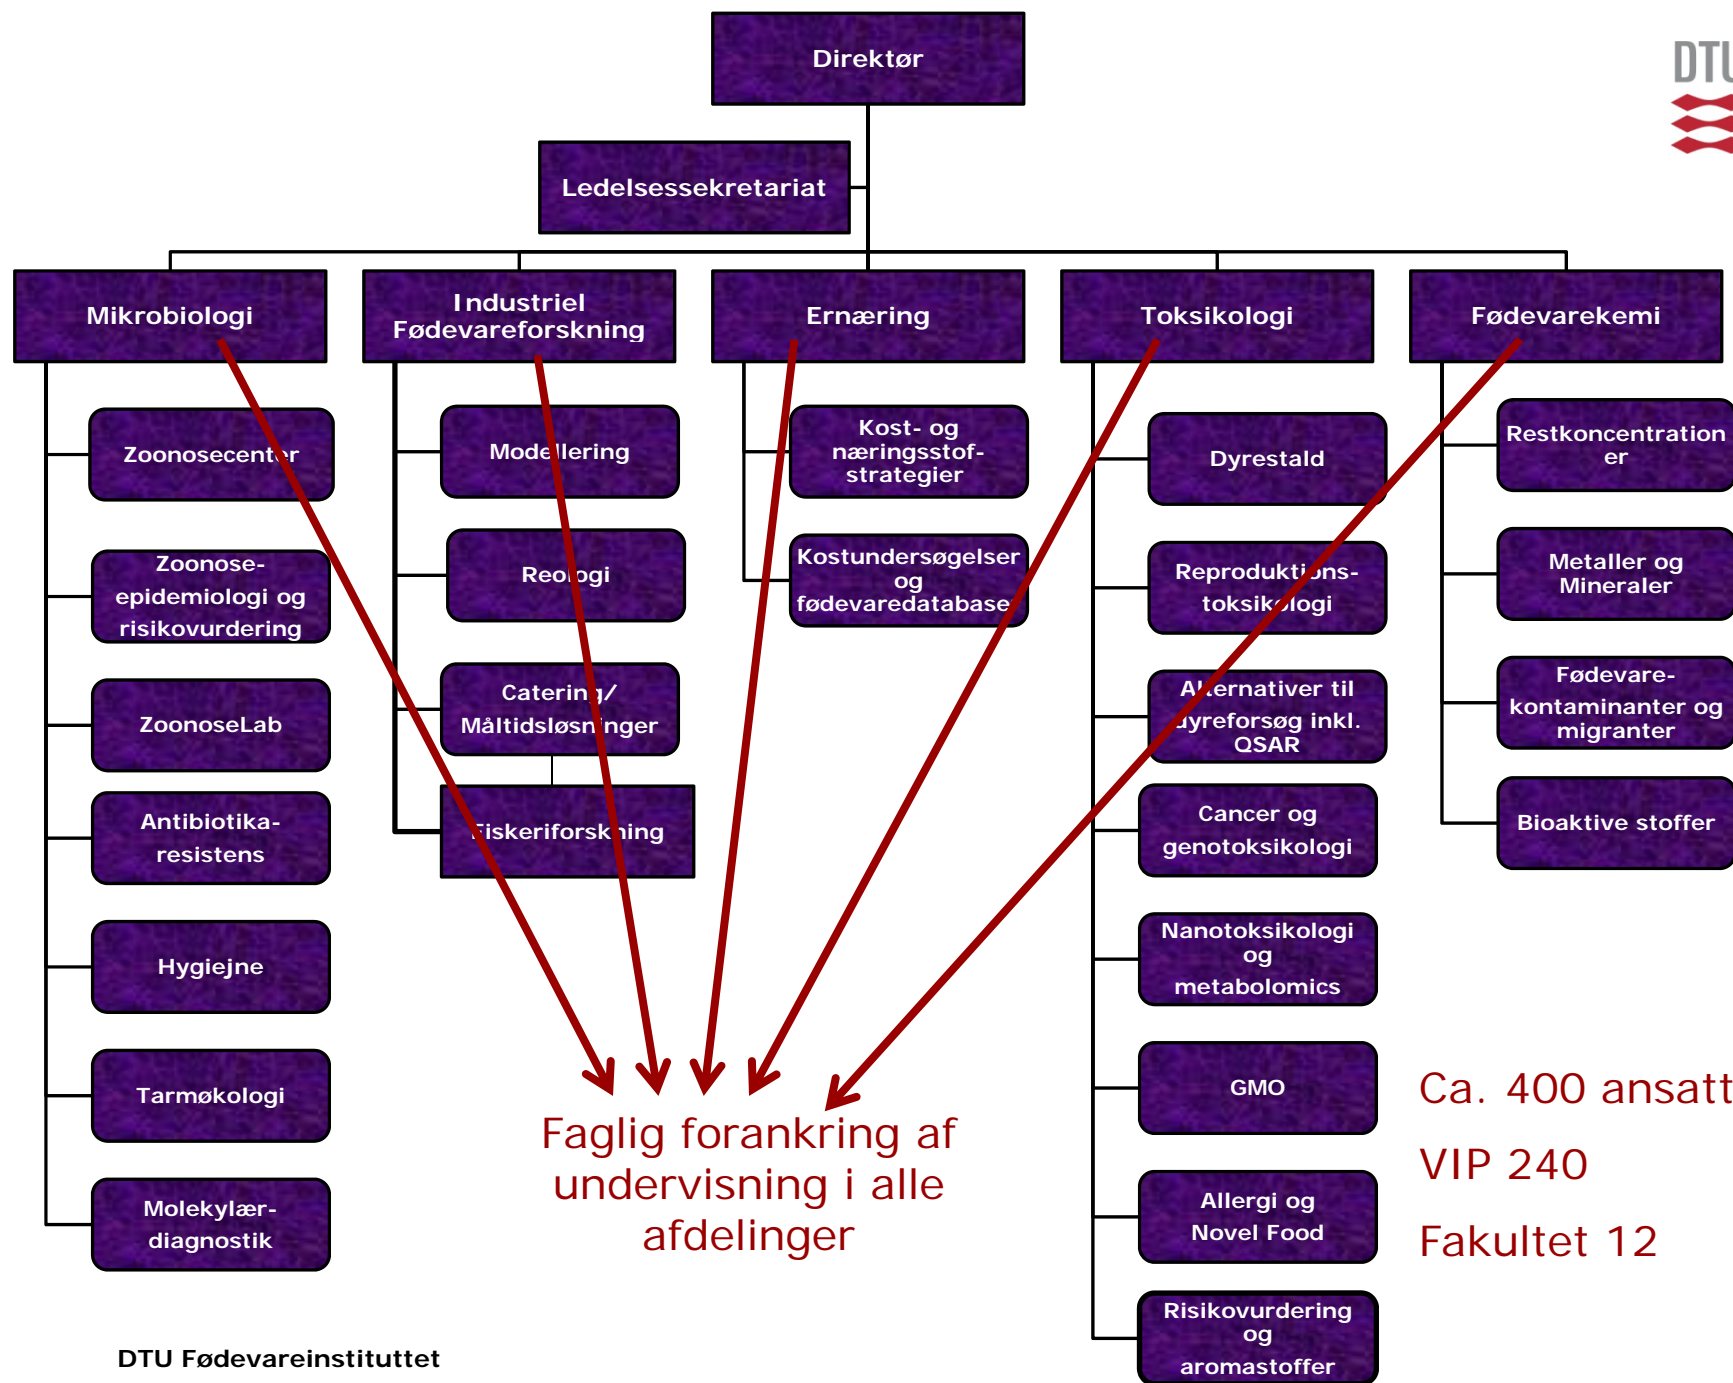 Direktør
DTU
Ledelsessekretariat
Mikrobiologi
Industriel
Fødevareforskning
Ernæring
Toksikologi
Fødevarekemi
Zoonosecenter
Zoonose-
epidemiologi og
risikovurdering
ZoonoseLab
Antibiotika-
resistens
Hygiejne
Tarmøkologi
Molekylær-
diagnostik
Modellering
Reologi
Catering/
Måltidsløsninger
Fiskeriforskning
Kost- og
næringsstof-
strategier
Kostundersøgelser
og
fødevaredatabase
Dyrestald
Reproduktions-
toksikologi
Alternativer til
dyreforsøg inkl.
QSAR
Cancer og
genotoksikologi
Nanotoksikologi
og
metabolomics
GMO
Allergi og
Novel Food
Risikovurdering
og
aromastoffer
Restkoncentration
er
Metaller og
Mineraler
Fødevare-
kontaminanter og
migranter
Bioaktive stoffer
Faglig forankring af
undervisning i alle
afdelinger
Ca. 400 ansatt
VIP 240
Fakultet 12
DTU Fødevareinstituttet